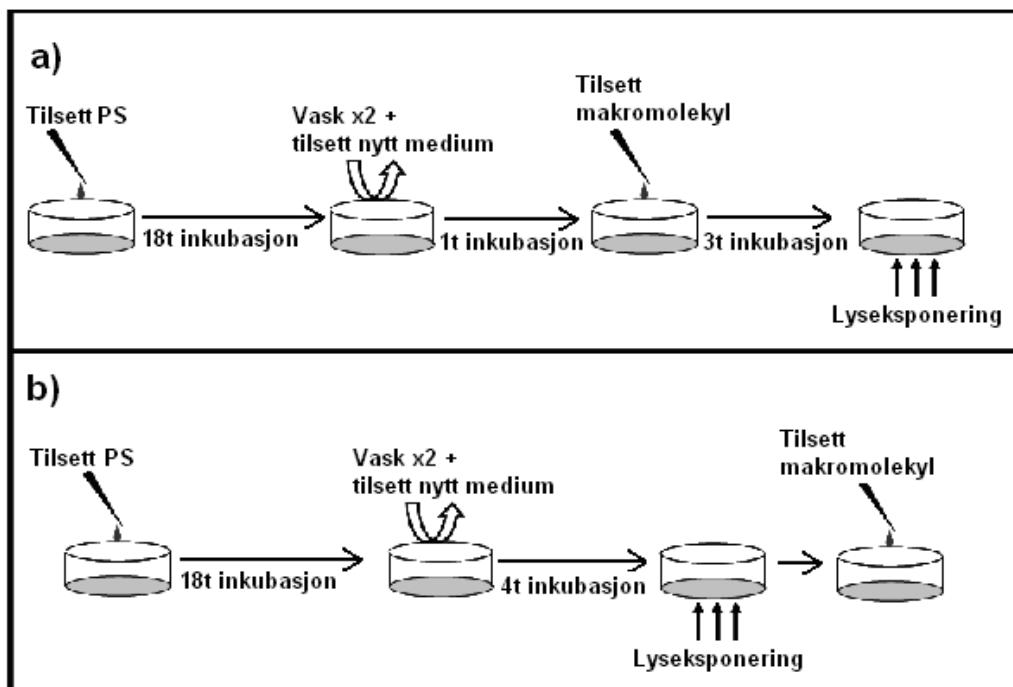 a)
Tilsett PS
Vask x2 +
tilsett nytt medium
Tilsett
makromolekyl
18t inkubasjon
1t inkubasjon
3t inkubasjon
Lyseksponering
b)
Tilsett PS
Vask x2 +
tilsett nytt medium
Tilsett
makromolekyl
18t inkubasjon
4t inkubasjon
Lyseksponering